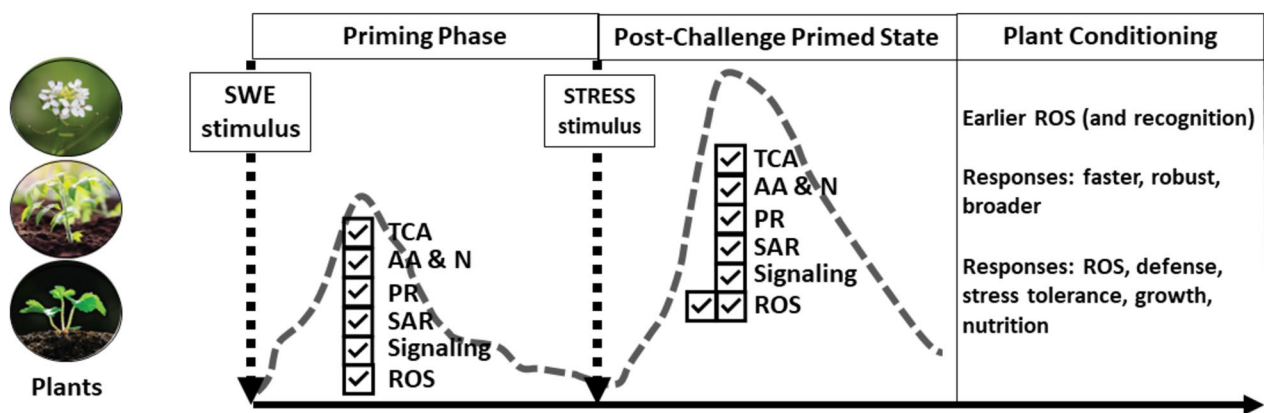 Priming Phase
Post-Challenge Primed State
Plant Conditioning
SWE
stimulus
STRESS
stimulus
Earlier ROS (and recognition)
Responses: faster, robust,
broader
Responses: ROS, defense,
stress tolerance, growth,
nutrition
TCA
AA & N
PR
SAR
Signaling
ROS
TCA
AA & N
PR
SAR
Signaling
ROS
Plants